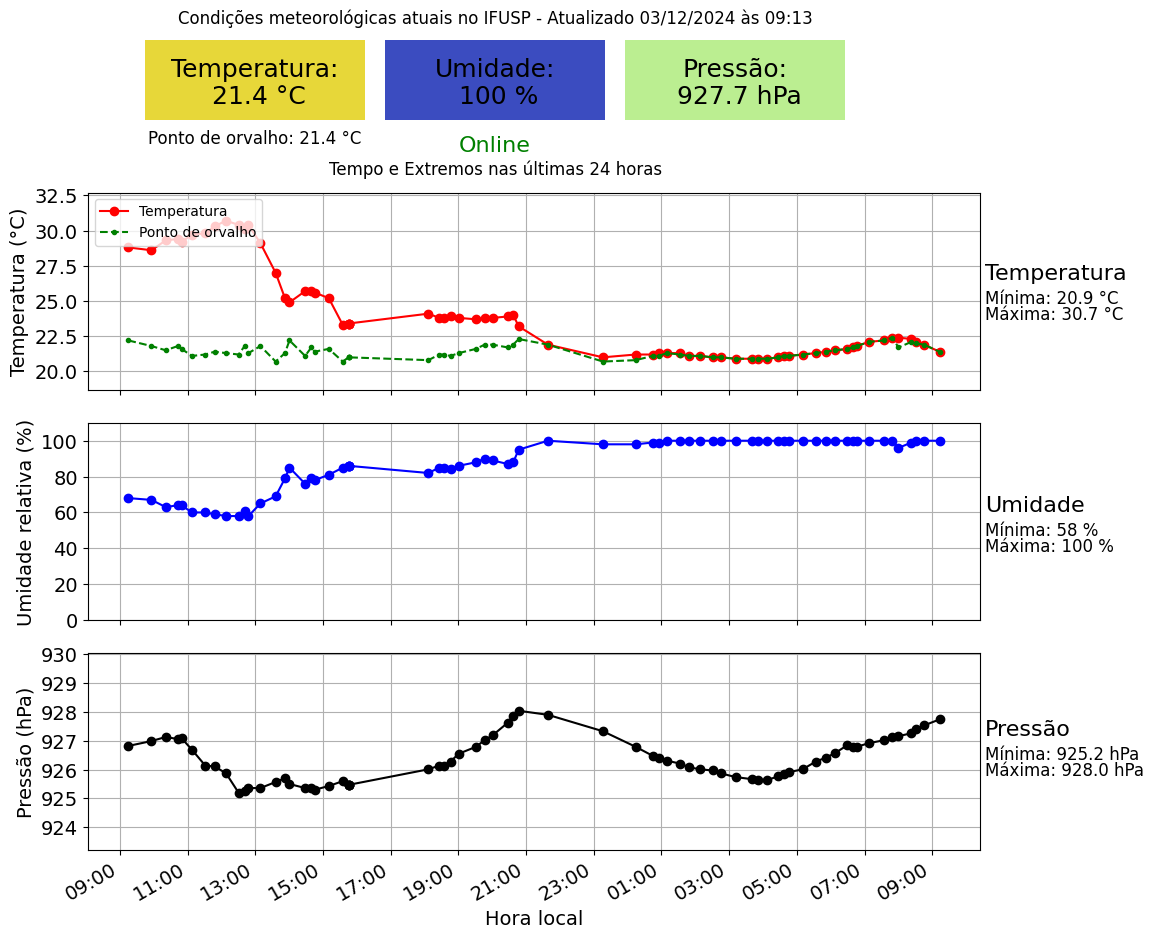 Condições meteorológicas atuais no IFUSP - Atualizado 03/12/2024 às 09:13
Temperatura:
21.4 °C
Umidade:
100 %
Pressão:
927.7 hPa
Ponto de orvalho: 21.4 °C
Online
Tempo e Extremos nas últimas 24 horas
Temperatura (°C)
32.5
30.0
27.5
25.0
22.5
20.0
Temperatura
Ponto de orvalho
Temperatura
Mínima: 20.9 °C
Máxima: 30.7 °C
Umidade relativa (%)
100
80
60
40
20
0
Umidade
Mínima: 58 %
Máxima: 100 %
Pressão (hPa)
930
929
928
927
926
925
924
Pressão
Mínima: 925.2 hPa
Máxima: 928.0 hPa
09:00 11:00 13:00 15:00 17:00 19:00 21:00 23:00 01:00 03:00 05:00 07:00 09:00
Hora local